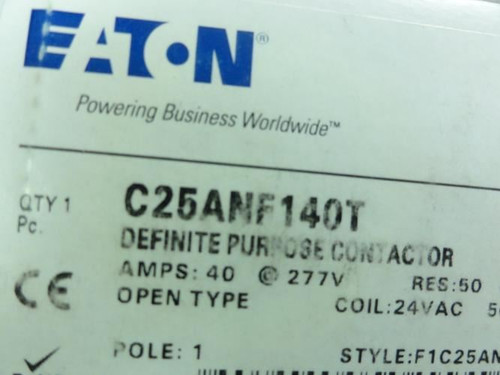 EATON®
Powering Business Worldwide™
QTY 1 C25ANF140T
Pc. DEFINITE PURPOSE CONTACTOR
AMPS: 40 @ 277V RES:50
CE OPEN TYPE COIL:24VAC
POLE: 1 STYLE:F1C25AN